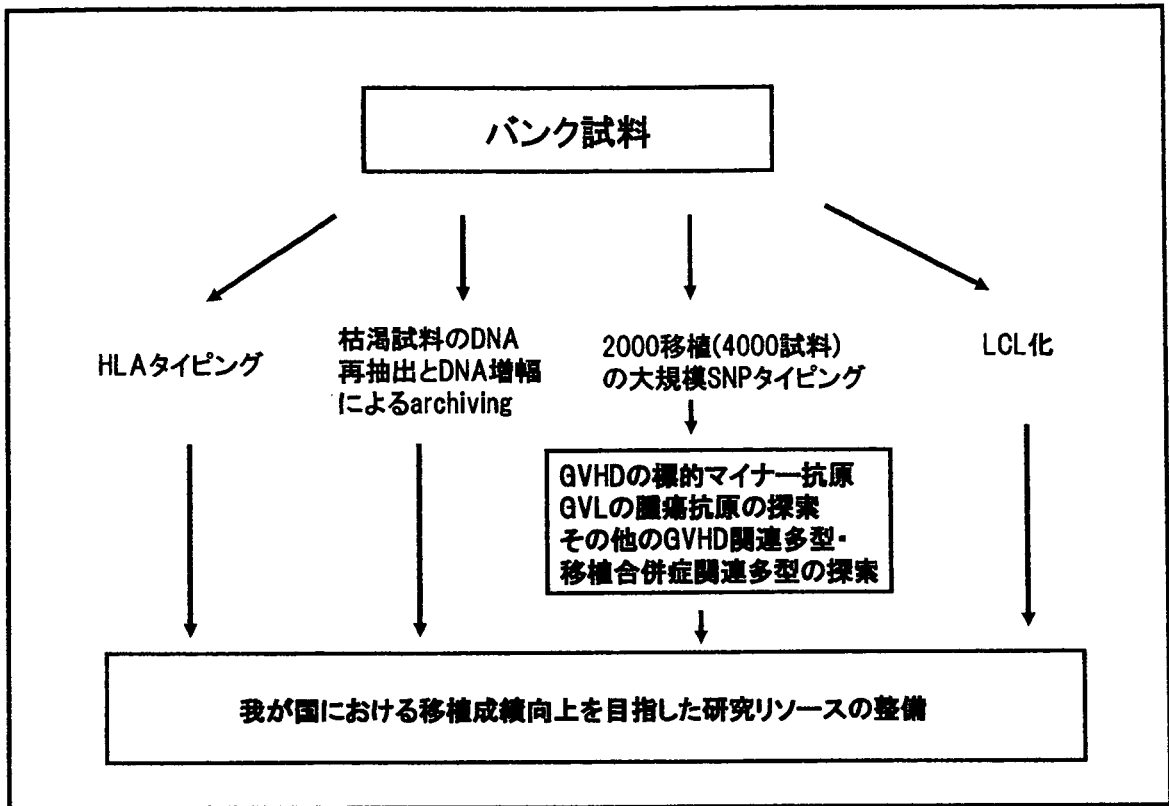 バンク試料
HLAタイピング
枯渇試料のDNA
再抽出とDNA増幅
によるarchiving
2000移植(4000試料)
の大規模SNPタイピング
LCL化
GVHDの標的マイナー抗原
GVLの腫瘍抗原の探索
その他のGVHD関連多型・
移植合併症関連多型の探索
我が国における移植成績向上を目指した研究リソースの整備